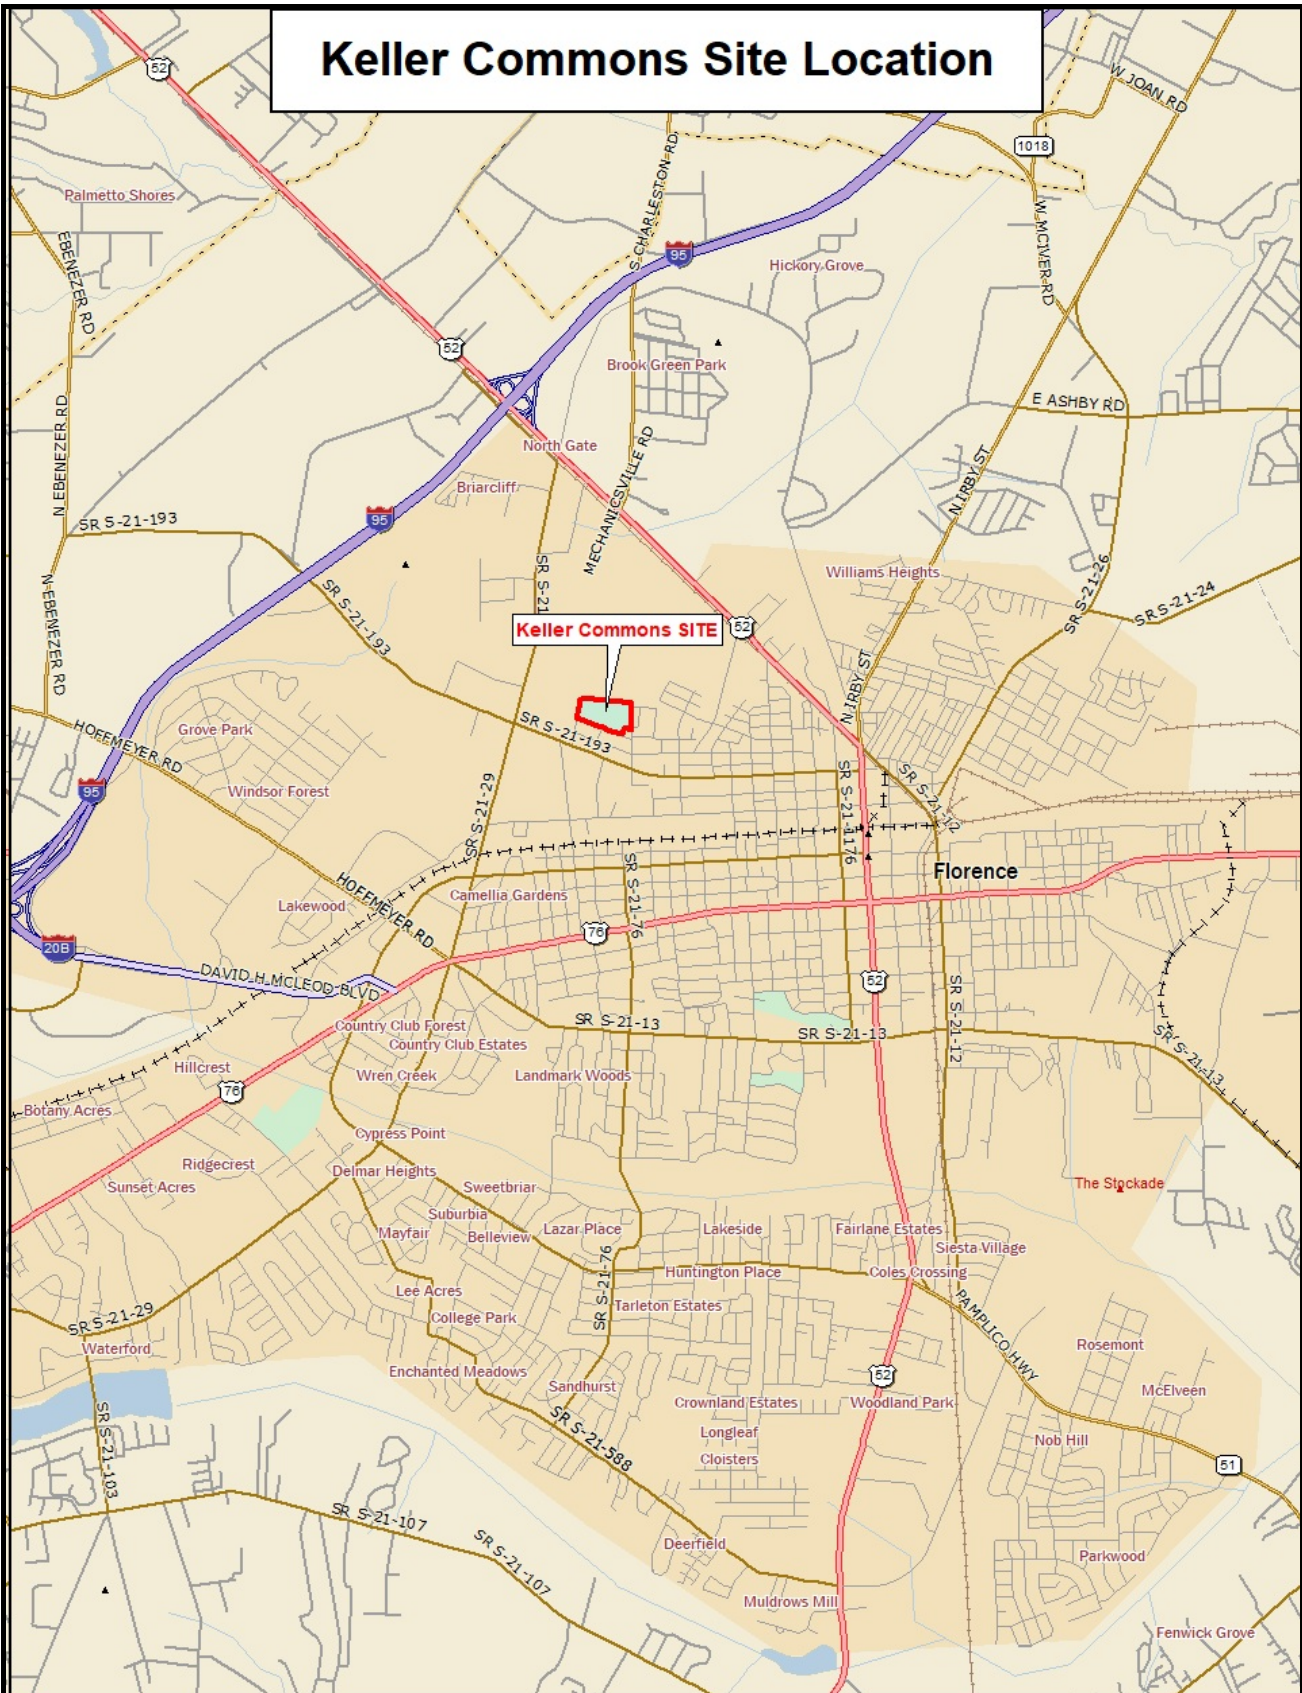 Keller Commons Site Location
52
W JOAN RD
1018
Palmetto Shores
S CHARLESTON RD
EBENEZER RD
W MCIVER RD
95
Hickory Grove
52
Brook Green Park
N EBENEZER RD
E ASHBY RD
North Gate
MECHANICSVILLE RD
N IRBY ST
Briarcliff
SR S-21-193
95
SR S-21
Williams Heights
SR S-21-26
SR S-21-24
N EBENEZER RD
SR S-21-193
Keller Commons SITE
52
N IRBY ST
Grove Park
HOFFMEYER RD
SR S-21-193
95
Windsor Forest
SR S-21-29
SR S-21-1176
SR S-21-12
Florence
SR S-21-76
HOFFMEYER RD
Lakewood
Camellia Gardens
76
20B
DAVID H MCLEOD BLVD
52
SR S-21-12
Country Club Forest
SR S-21-13
SR S-21-13
SR S-21-13
Country Club Estates
Hillcrest
Wren Creek
Landmark Woods
76
Botany Acres
Cypress Point
Ridgecrest
Delmar Heights
Sunset Acres
Sweetbriar
The Stockade
Suburbia
Mayfair
Belleview
Lazar Place
Lakeside
Fairlane Estates
Siesta Village
SR S-21-76
Huntington Place
Coles Crossing
Lee Acres
Tarleton Estates
PAMPLICO HWY
College Park
SR S-21-29
Waterford
Rosemont
Enchanted Meadows
52
Sandhurst
Crownland Estates
Woodland Park
McElveen
SR S-21-103
SR S-21-588
Longleaf
Nob Hill
Cloisters
51
SR S-21-107
SR S-21-107
Deerfield
Parkwood
Muldrows Mill
Fenwick Grove